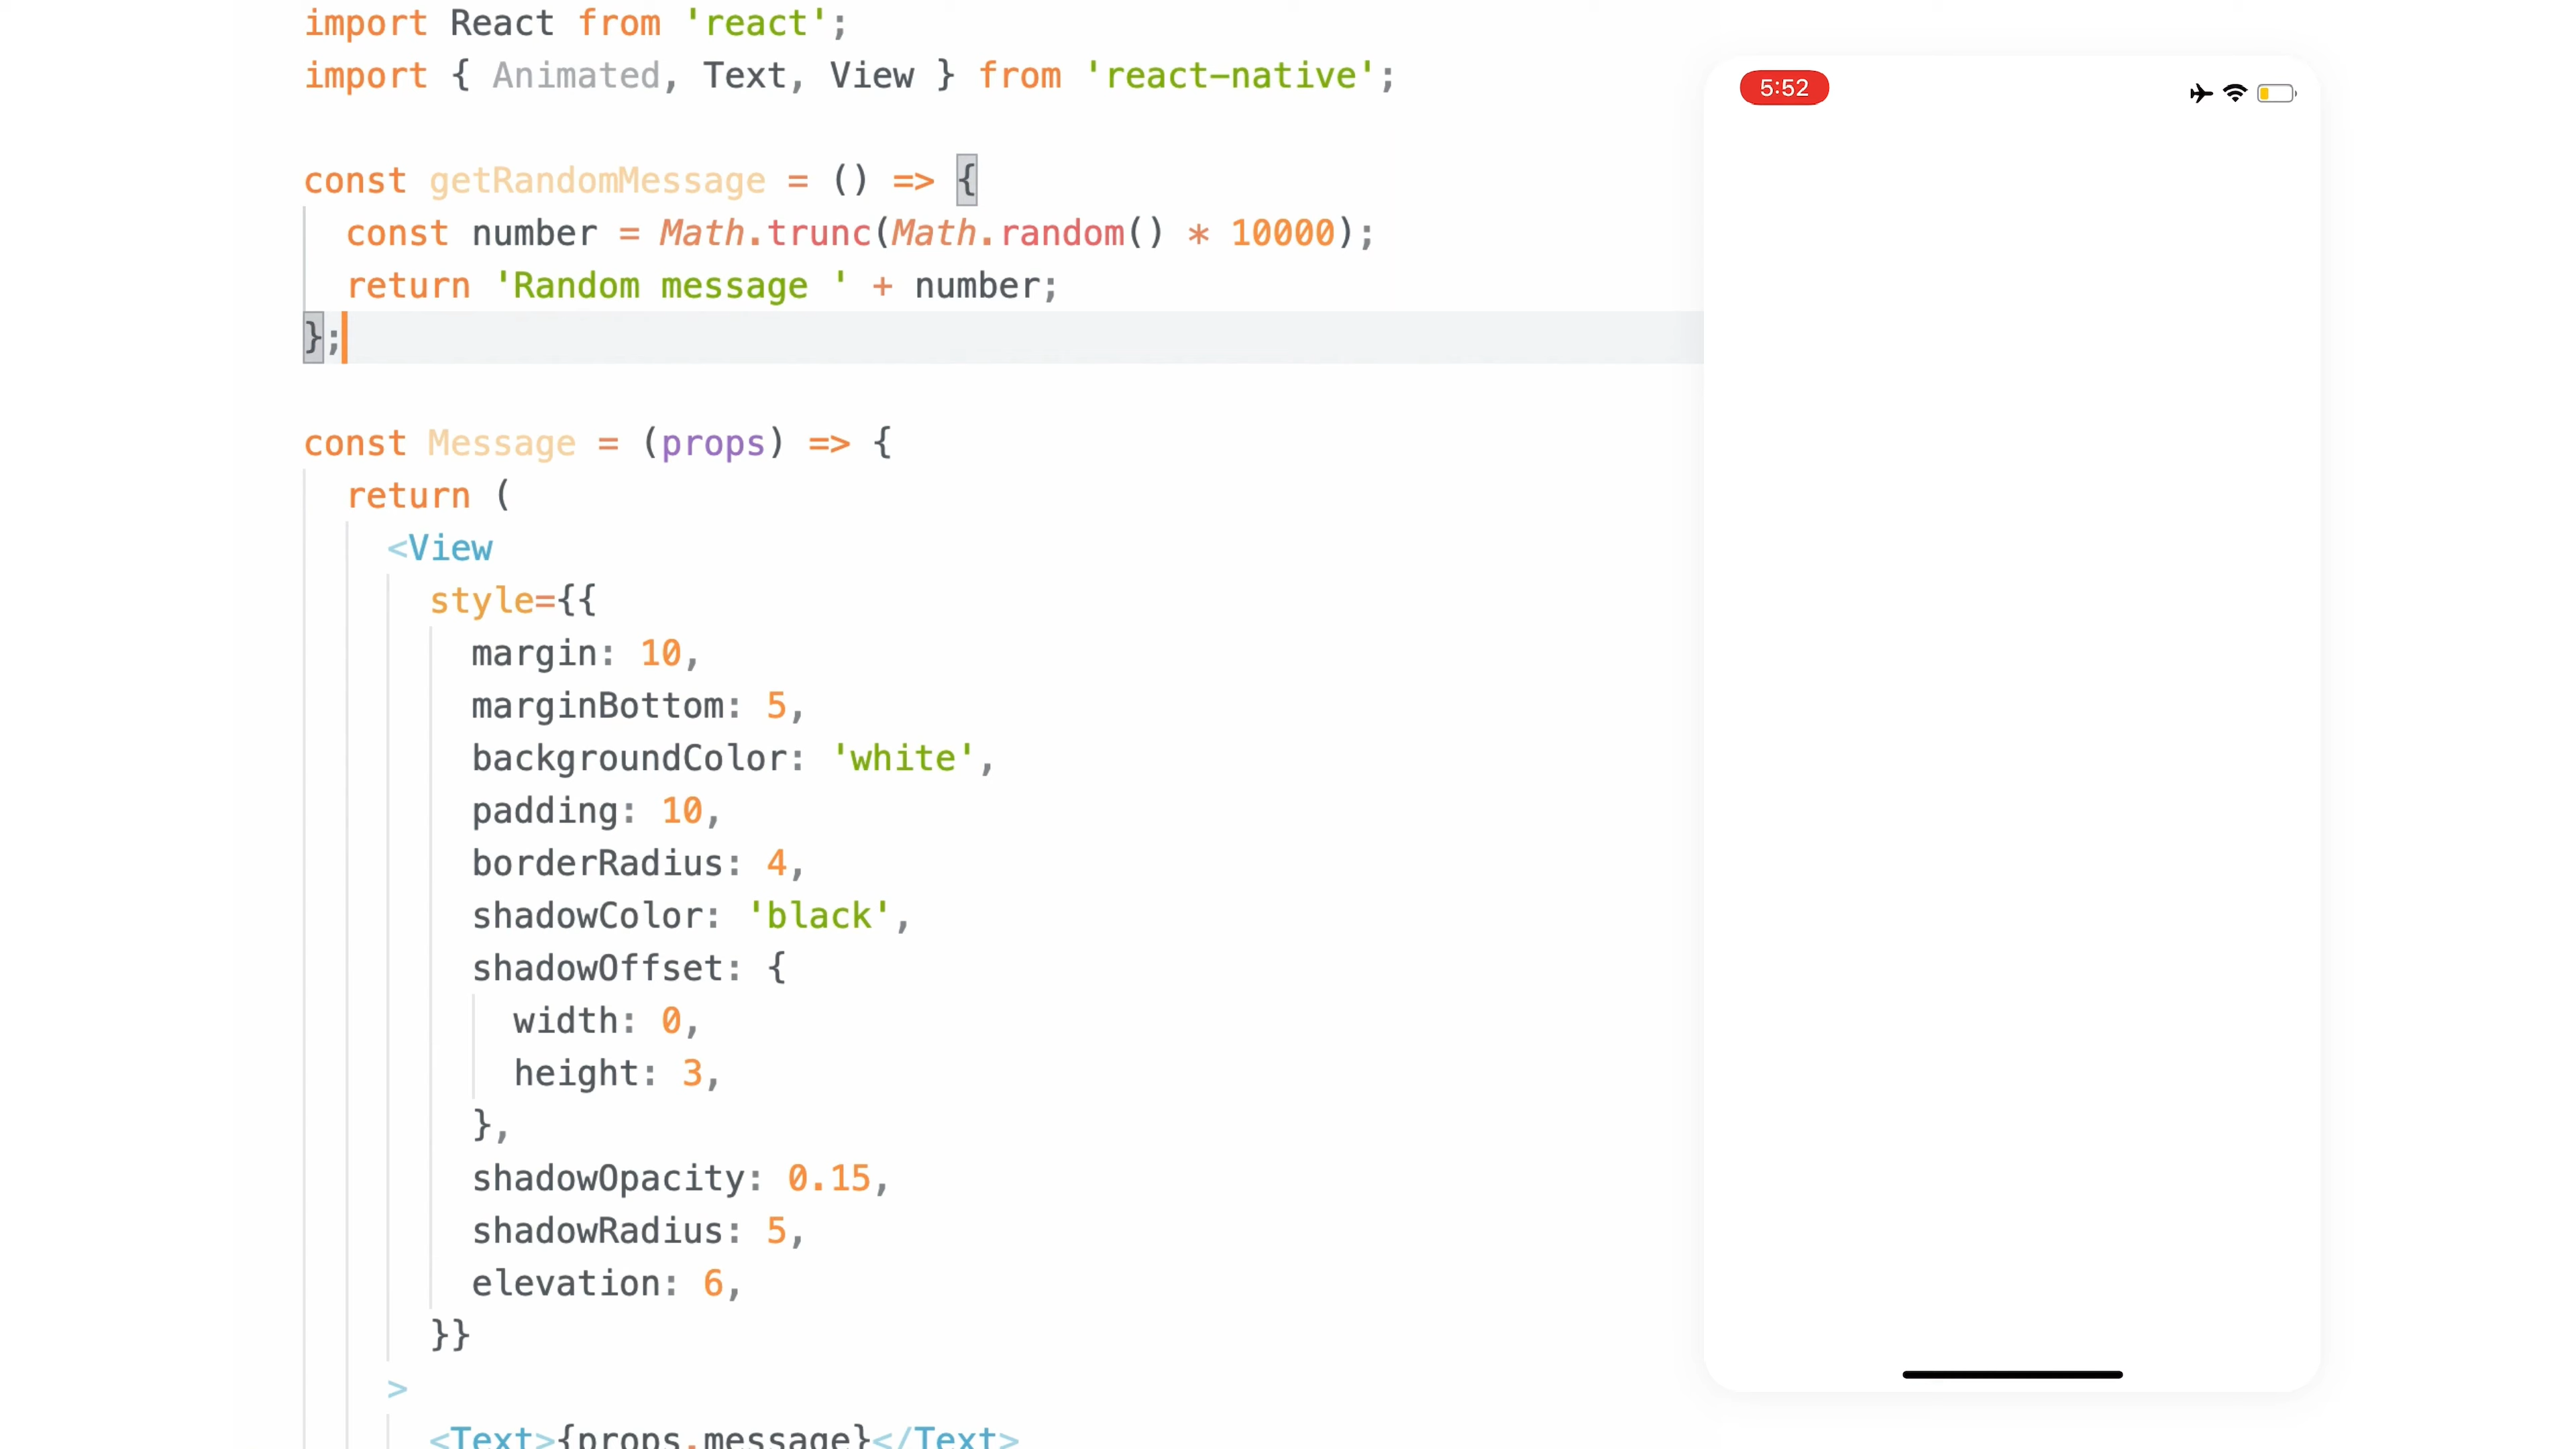 import React from 'react';
import { Animated, Text, View } from 'react-native';
const getRandomMessage = () => {
  const number = Math.trunc(Math.random() * 10000);
  return 'Random message ' + number;
};
const Message = (props) => {
  return (
    <View
      style={{
        margin: 10,
        marginBottom: 5,
        backgroundColor: 'white',
        padding: 10,
        borderRadius: 4,
        shadowColor: 'black',
        shadowOffset: {
          width: 0,
          height: 3,
        },
        shadowOpacity: 0.15,
        shadowRadius: 5,
        elevation: 6,
      }}
    >
      <Text>{props.message}</Text>
5:52